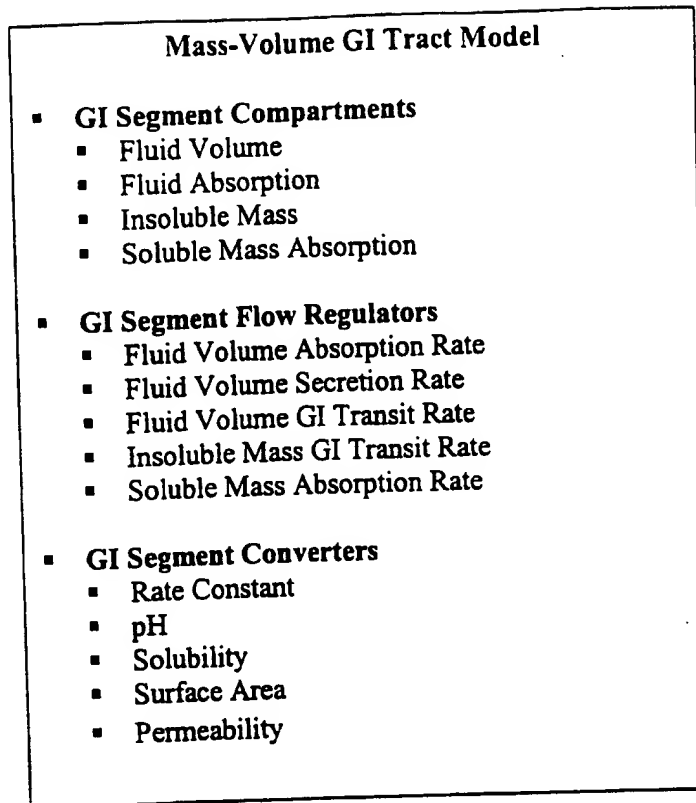 Mass-Volume GI Tract Model
▪ GI Segment Compartments
▪ Fluid Volume
▪ Fluid Absorption
▪ Insoluble Mass
▪ Soluble Mass Absorption
▪ GI Segment Flow Regulators
▪ Fluid Volume Absorption Rate
▪ Fluid Volume Secretion Rate
▪ Fluid Volume GI Transit Rate
▪ Insoluble Mass GI Transit Rate
▪ Soluble Mass Absorption Rate
▪ GI Segment Converters
▪ Rate Constant
▪ pH
▪ Solubility
▪ Surface Area
▪ Permeability